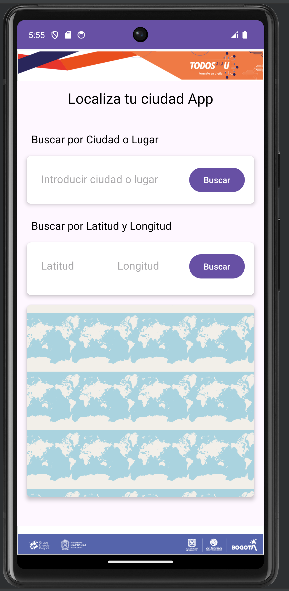 5:55
TODOS A LA U
Localiza tu ciudad App
Buscar por Ciudad o Lugar
Introducir ciudad o lugar Buscar
Buscar por Latitud y Longitud
Latitud Longitud Buscar
BOGOTÁ